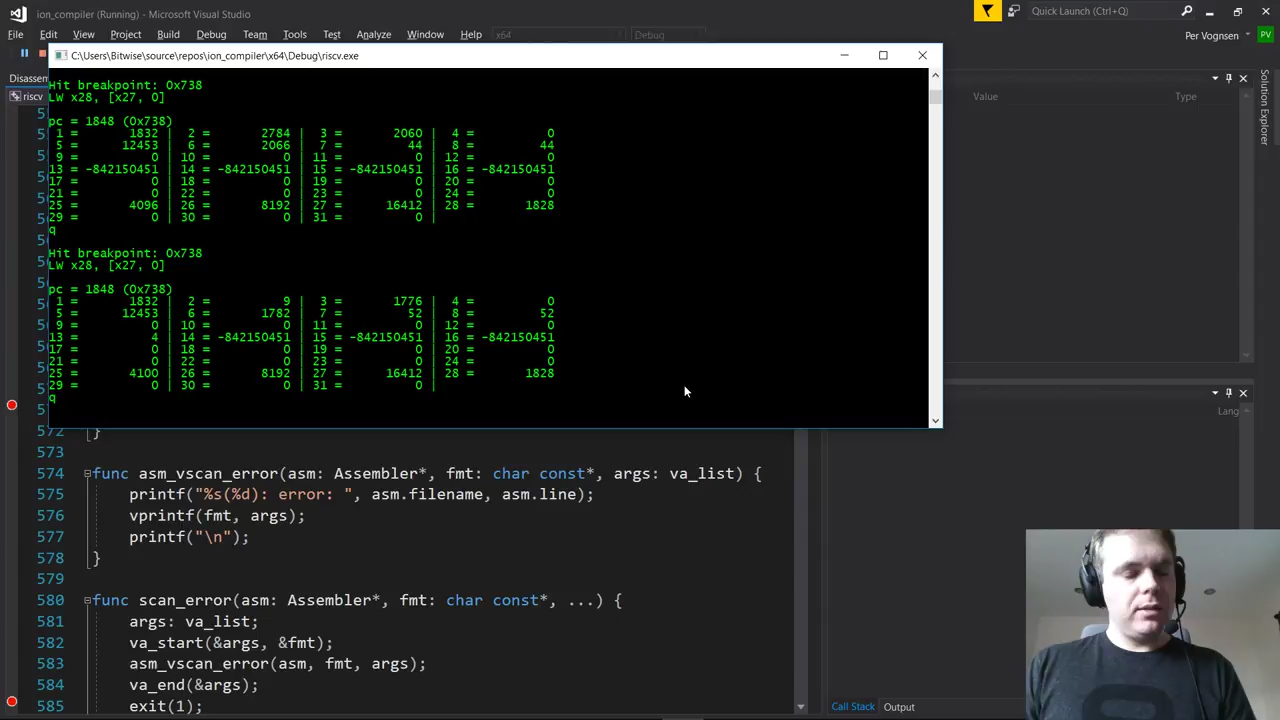 ion_compiler (Running) - Microsoft Visual Studio
Quick Launch (Ctrl+Q)
File Edit View Project Build Debug Team Tools Test Analyze Window Help x64 Debug
Per Vognsen PV
C:\Users\Bitwise\source\repos\ion_compiler\x64\Debug\riscv.exe
Disassem
riscv
Value Type
Solution Explorer
Hit breakpoint: 0x738
LW x28, [x27, 0]
pc = 1848 (0x738)
1 = 1832 | 2 = 2784 | 3 = 2060 | 4 = 0
5 = 12453 | 6 = 2066 | 7 = 44 | 8 = 44
9 = 0 | 10 = 0 | 11 = 0 | 12 = 0
13 = -842150451 | 14 = -842150451 | 15 = -842150451 | 16 = -842150451
17 = 0 | 18 = 0 | 19 = 0 | 20 = 0
21 = 0 | 22 = 0 | 23 = 0 | 24 = 0
25 = 4096 | 26 = 8192 | 27 = 16412 | 28 = 1828
29 = 0 | 30 = 0 | 31 = 0 |
q
Hit breakpoint: 0x738
LW x28, [x27, 0]
pc = 1848 (0x738)
1 = 1832 | 2 = 9 | 3 = 1776 | 4 = 0
5 = 12453 | 6 = 1782 | 7 = 52 | 8 = 52
9 = 0 | 10 = 0 | 11 = 0 | 12 = 0
13 = 4 | 14 = -842150451 | 15 = -842150451 | 16 = -842150451
17 = 0 | 18 = 0 | 19 = 0 | 20 = 0
21 = 0 | 22 = 0 | 23 = 0 | 24 = 0
25 = 4100 | 26 = 8192 | 27 = 16412 | 28 = 1828
29 = 0 | 30 = 0 | 31 = 0 |
q
Lang
572 }
573
574 func asm_vscan_error(asm: Assembler*, fmt: char const*, args: va_list) {
575 printf("%s(%d): error: ", asm.filename, asm.line);
576 vprintf(fmt, args);
577 printf("\n");
578 }
579
580 func scan_error(asm: Assembler*, fmt: char const*, ...) {
581 args: va_list;
582 va_start(&args, &fmt);
583 asm_vscan_error(asm, fmt, args);
584 va_end(&args);
585 exit(1);
Call Stack Output